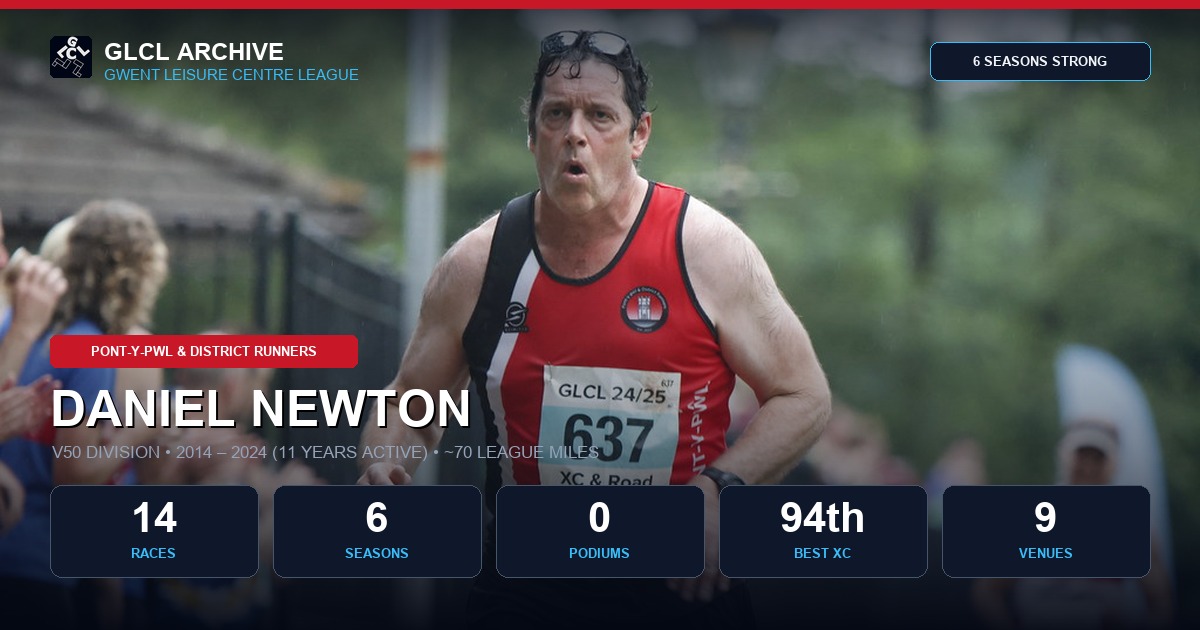 GLCL ARCHIVE
GWENT LEISURE CENTRE LEAGUE
6 SEASONS STRONG
GLCL 24/25
637
637
XC & Road
NT-Y-PWL
PONT-Y-PWL & DISTRICT RUNNERS
DANIEL NEWTON
V50 DIVISION • 2014 – 2024 (11 YEARS ACTIVE) • ~70 LEAGUE MILES
14
RACES
6
SEASONS
0
PODIUMS
94th
BEST XC
9
VENUES